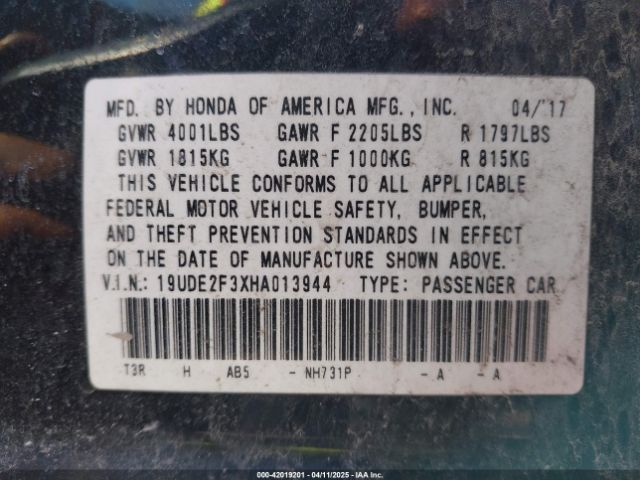 MFD. BY HONDA OF AMERICA MFG., INC. 04/'17
GVWR 4001LBS GAWR F 2205LBS R 1797LBS
GVWR 1815KG GAWR F 1000KG R 815KG
THIS VEHICLE CONFORMS TO ALL APPLICABLE
FEDERAL MOTOR VEHICLE SAFETY, BUMPER,
AND THEFT PREVENTION STANDARDS IN EFFECT
ON THE DATE OF MANUFACTURE SHOWN ABOVE.
V.I.N.: 19UDE2F3XHA013944 TYPE: PASSENGER CAR
T3R H AB5 - NH731P - A - A
000-42019201 - 04/11/2025 - IAA Inc.